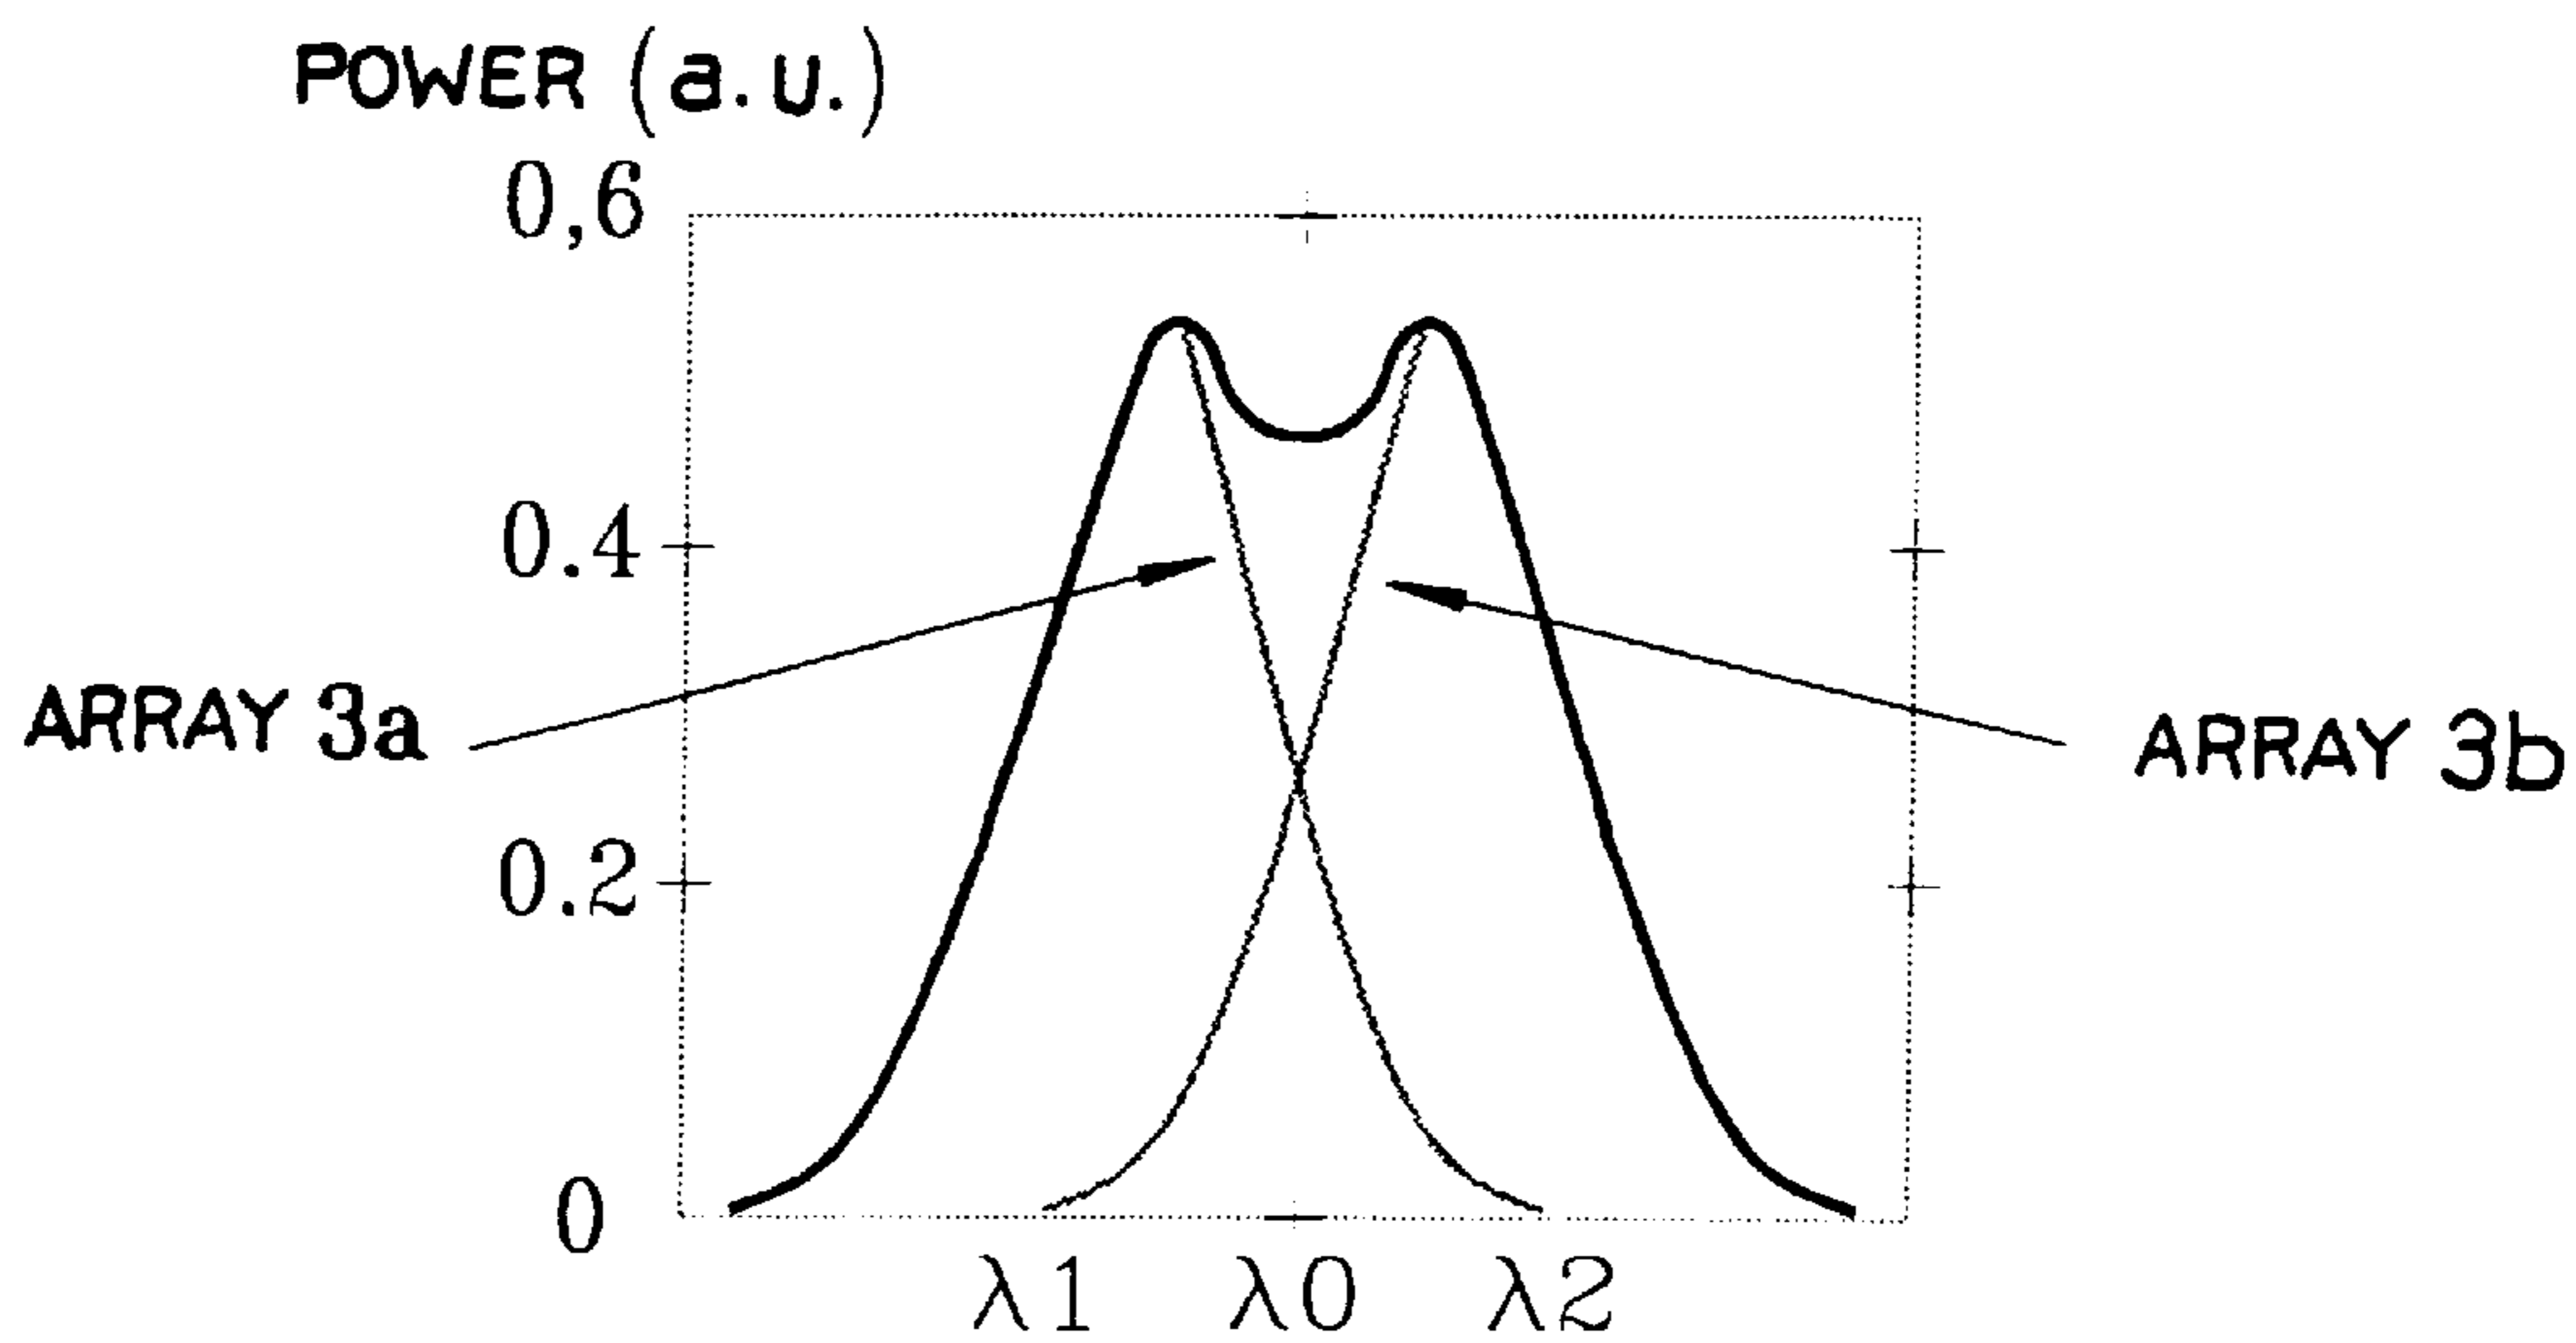 POWER (a.u.)
0,6
0.4
ARRAY 3a
ARRAY 3b
0.2
0
λ1 λ0 λ2